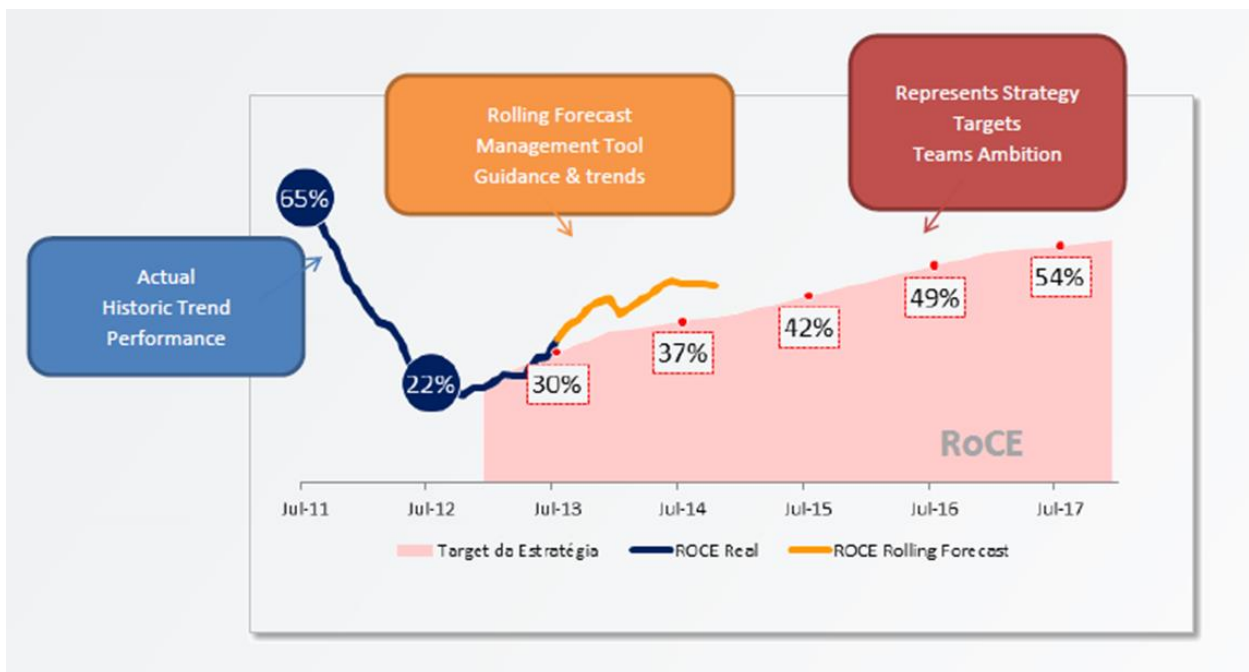 Represents Strategy
Targets
Teams Ambition
Rolling Forecast
Management Tool
Guidance & trends
65%
Actual
Historic Trend
Performance
22%
30%
37%
42%
49%
54%
RoCE
Jul-11 Jul-12 Jul-13 Jul-14 Jul-15 Jul-16 Jul-17
Target da Estratégia ROCE Real ROCE Rolling Forecast